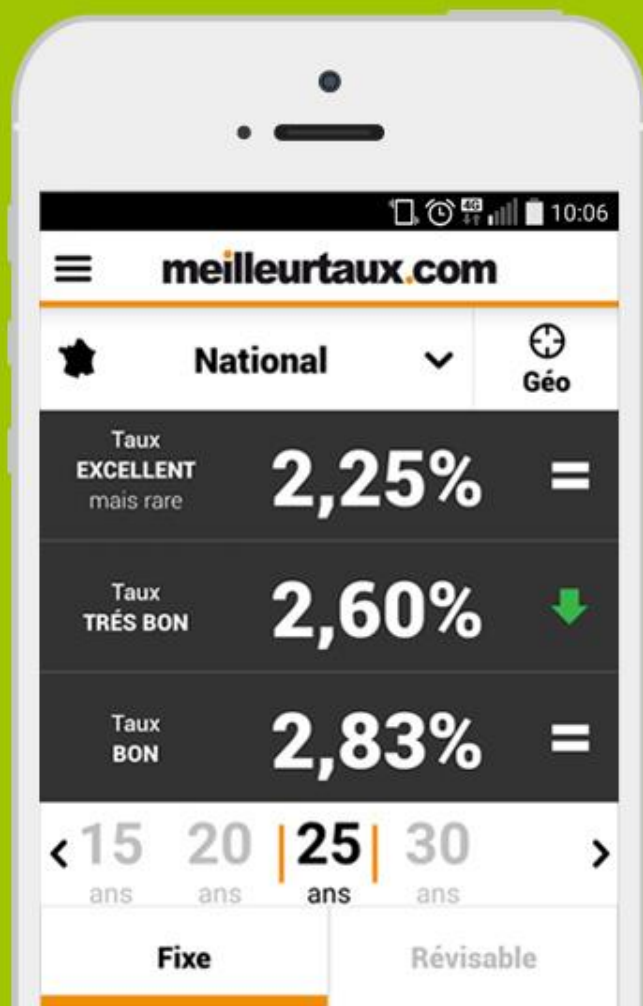 4G 10:06
meilleurtaux.com
National
Géo
Taux
EXCELLENT
mais rare
2,25% =
Taux
TRÉS BON
2,60%
Taux
BON
2,83% =
15 20 25 30
ans ans ans ans
Fixe Révisable